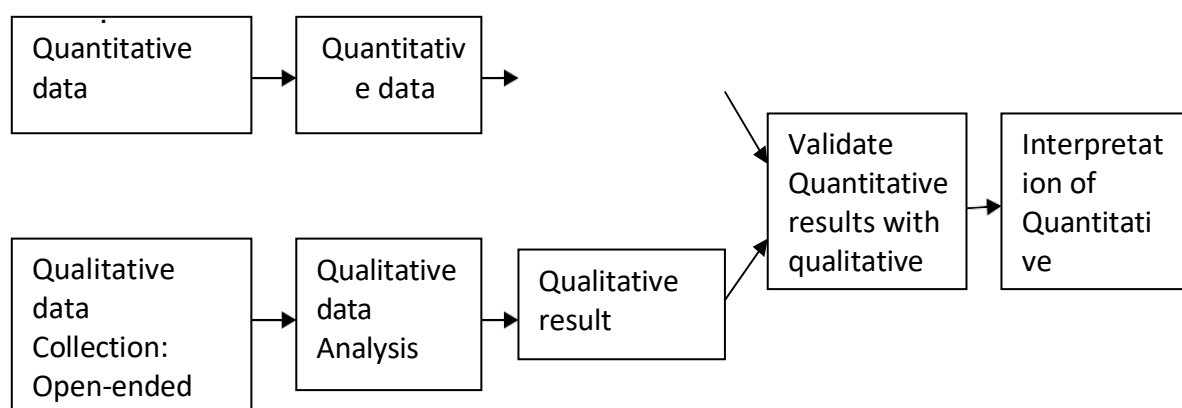 Quantitative
data
Quantitativ
e data
Validate
Quantitative
results with
qualitative
Interpretat
ion of
Quantitati
ve
Qualitative
data
Collection:
Open-ended
Qualitative
data
Analysis
Qualitative
result